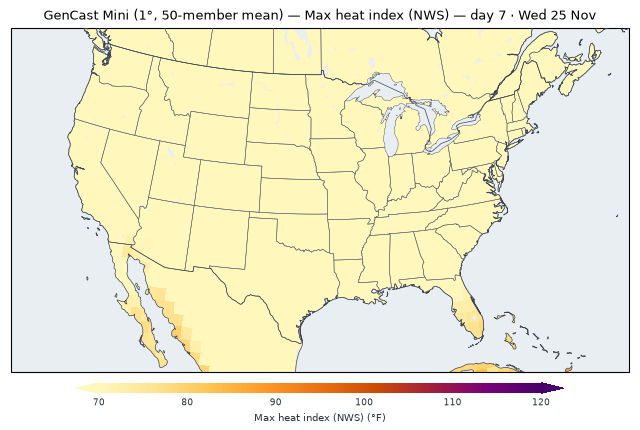 GenCast Mini (1°, 50-member mean) — Max heat index (NWS) — day 7 · Wed 25 Nov
70 80 90 100 110 120
Max heat index (NWS) (°F)